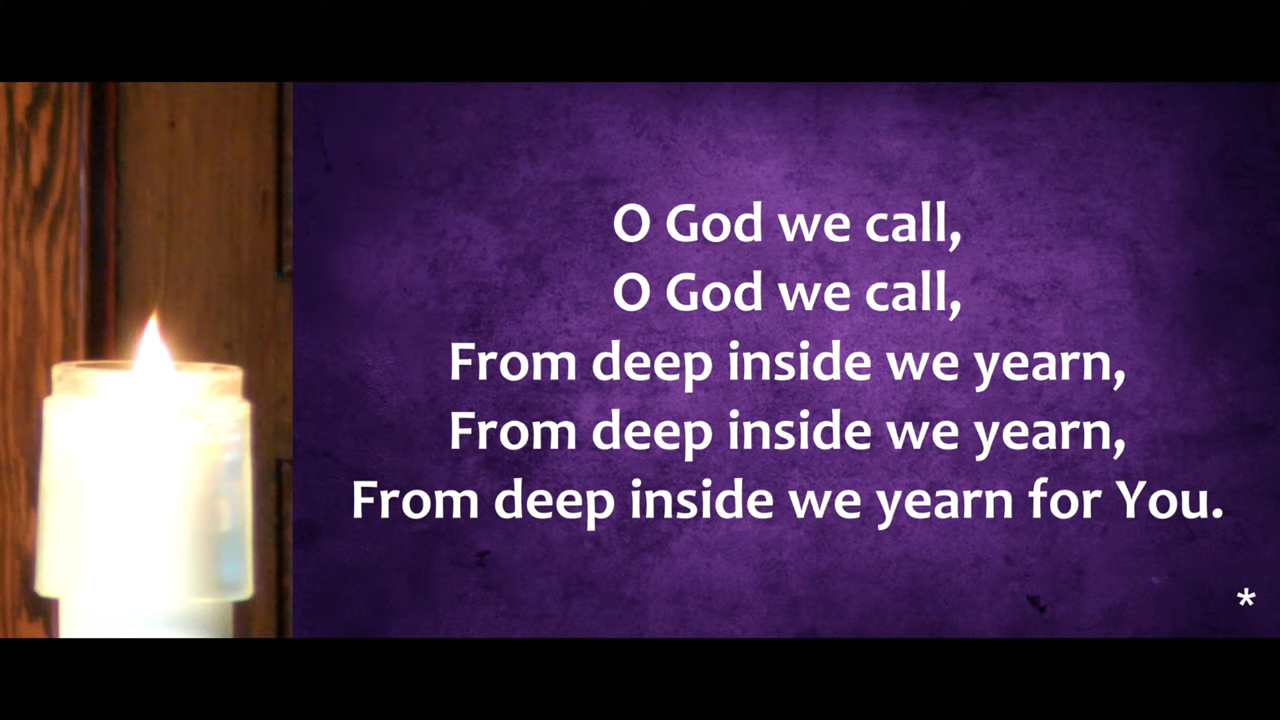 O God we call,
O God we call,
From deep inside we yearn,
From deep inside we yearn,
From deep inside we yearn for You.
*